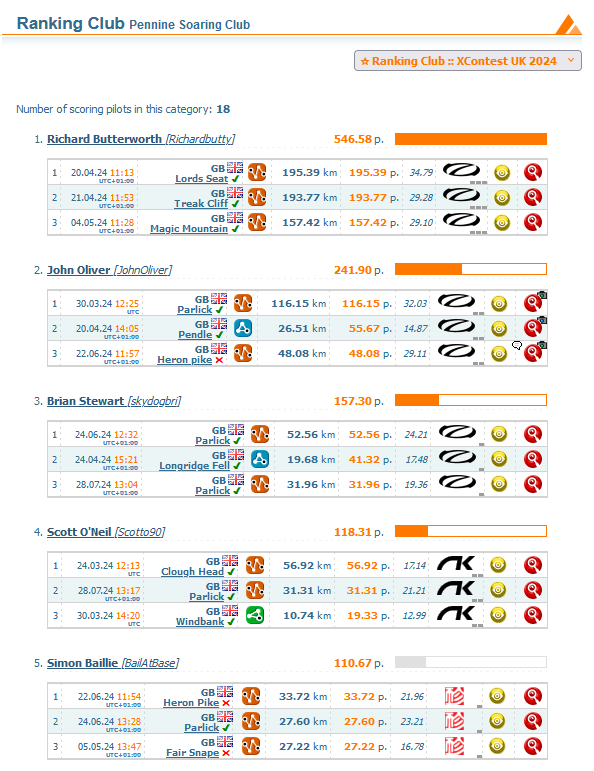 Ranking Club Pennine Soaring Club
☆ Ranking Club :: XContest UK 2024
Number of scoring pilots in this category: 18
1. Richard Butterworth [Richardbutty] 546.58 p.
1 20.04.24 11:13 UTC+01:00 GB Lords Seat ✔ 195.39 km 195.39 p. 34.79
2 21.04.24 11:53 UTC+01:00 GB Treak Cliff ✔ 193.77 km 193.77 p. 29.28
3 04.05.24 11:28 UTC+01:00 GB Magic Mountain ✔ 157.42 km 157.42 p. 29.10
2. John Oliver [JohnOliver] 241.90 p.
1 30.03.24 12:25 UTC GB Parlick ✔ 116.15 km 116.15 p. 32.03
2 20.04.24 14:05 UTC+01:00 GB Pendle ✔ 26.51 km 55.67 p. 14.87
3 22.06.24 11:57 UTC+01:00 GB Heron pike ✖ 48.08 km 48.08 p. 29.11
3. Brian Stewart [skydogbri] 157.30 p.
1 24.06.24 12:32 UTC+01:00 GB Parlick ✔ 52.56 km 52.56 p. 24.21
2 24.04.24 15:21 UTC+01:00 GB Longridge Fell ✔ 19.68 km 41.32 p. 17.48
3 28.07.24 13:04 UTC+01:00 GB Parlick ✔ 31.96 km 31.96 p. 19.36
4. Scott O'Neil [Scotto90] 118.31 p.
1 24.03.24 12:13 UTC GB Clough Head ✔ 56.92 km 56.92 p. 17.14
2 28.07.24 13:17 UTC+01:00 GB Parlick ✔ 31.31 km 31.31 p. 21.21
3 30.03.24 14:20 UTC GB Windbank ✔ 10.74 km 19.33 p. 12.99
5. Simon Baillie [BailAtBase] 110.67 p.
1 22.06.24 11:54 UTC+01:00 GB Heron Pike ✖ 33.72 km 33.72 p. 21.96
2 24.06.24 13:28 UTC+01:00 GB Parlick ✔ 27.60 km 27.60 p. 23.21
3 05.05.24 13:47 UTC+01:00 GB Fair Snape ✖ 27.22 km 27.22 p. 16.78